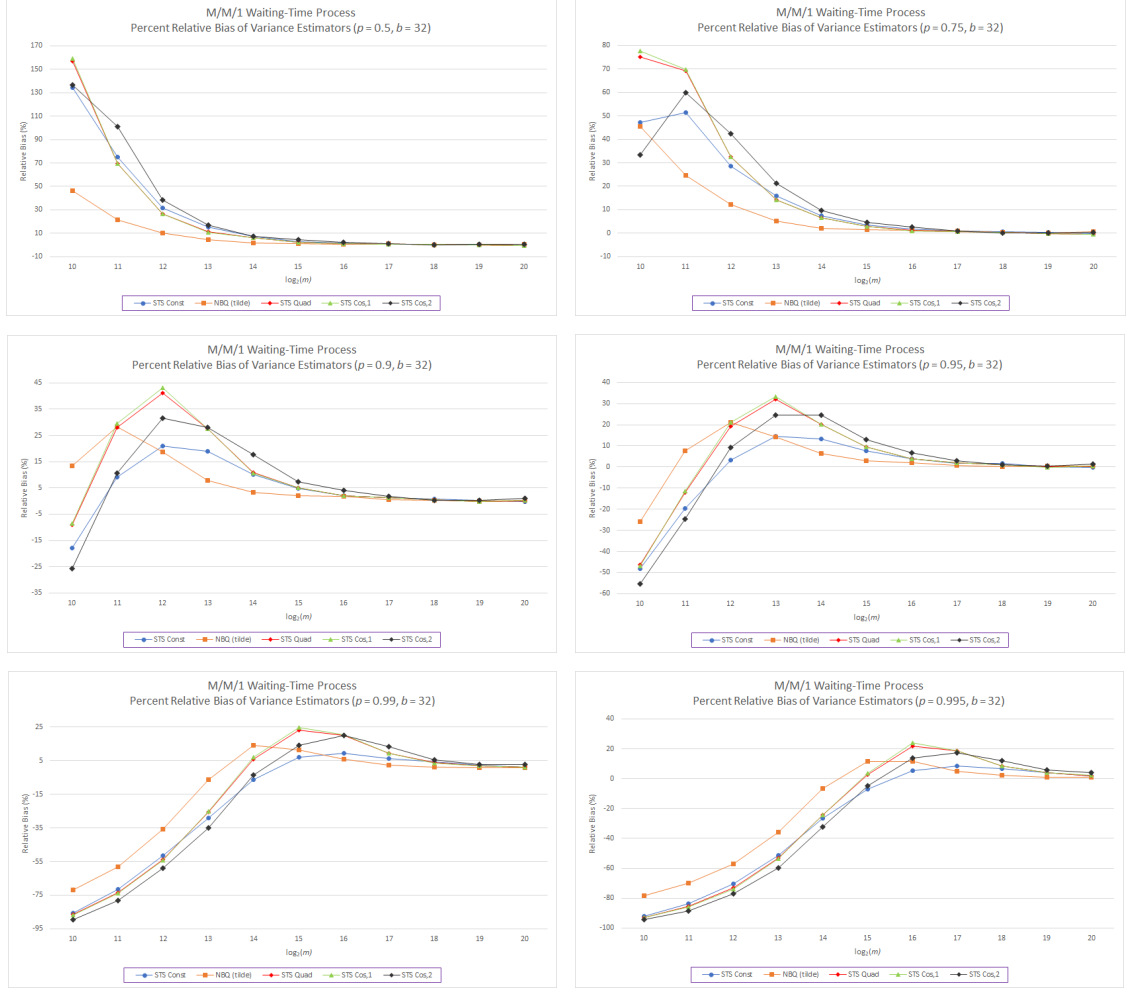 M/M/1 Waiting-Time Process
Percent Relative Bias of Variance Estimators (p = 0.5, b = 32)
Relative Bias (%)
170
150
130
110
90
70
50
30
10
-10
10 11 12 13 14 15 16 17 18 19 20
log₂(m)
STS Const NBQ (tilde) STS Quad STS Cos,1 STS Cos,2
M/M/1 Waiting-Time Process
Percent Relative Bias of Variance Estimators (p = 0.75, b = 32)
Relative Bias (%)
80
70
60
50
40
30
20
10
0
-10
10 11 12 13 14 15 16 17 18 19 20
log₂(m)
STS Const NBQ (tilde) STS Quad STS Cos,1 STS Cos,2
M/M/1 Waiting-Time Process
Percent Relative Bias of Variance Estimators (p = 0.9, b = 32)
Relative Bias (%)
45
35
25
15
5
-5
-15
-25
-35
10 11 12 13 14 15 16 17 18 19 20
log₂(m)
STS Const NBQ (tilde) STS Quad STS Cos,1 STS Cos,2
M/M/1 Waiting-Time Process
Percent Relative Bias of Variance Estimators (p = 0.95, b = 32)
Relative Bias (%)
40
30
20
10
0
-10
-20
-30
-40
-50
-60
10 11 12 13 14 15 16 17 18 19 20
log₂(m)
STS Const NBQ (tilde) STS Quad STS Cos,1 STS Cos,2
M/M/1 Waiting-Time Process
Percent Relative Bias of Variance Estimators (p = 0.99, b = 32)
Relative Bias (%)
25
5
-15
-35
-55
-75
-95
10 11 12 13 14 15 16 17 18 19 20
log₂(m)
STS Const NBQ (tilde) STS Quad STS Cos,1 STS Cos,2
M/M/1 Waiting-Time Process
Percent Relative Bias of Variance Estimators (p = 0.995, b = 32)
Relative Bias (%)
40
20
0
-20
-40
-60
-80
-100
10 11 12 13 14 15 16 17 18 19 20
log₂(m)
STS Const NBQ (tilde) STS Quad STS Cos,1 STS Cos,2